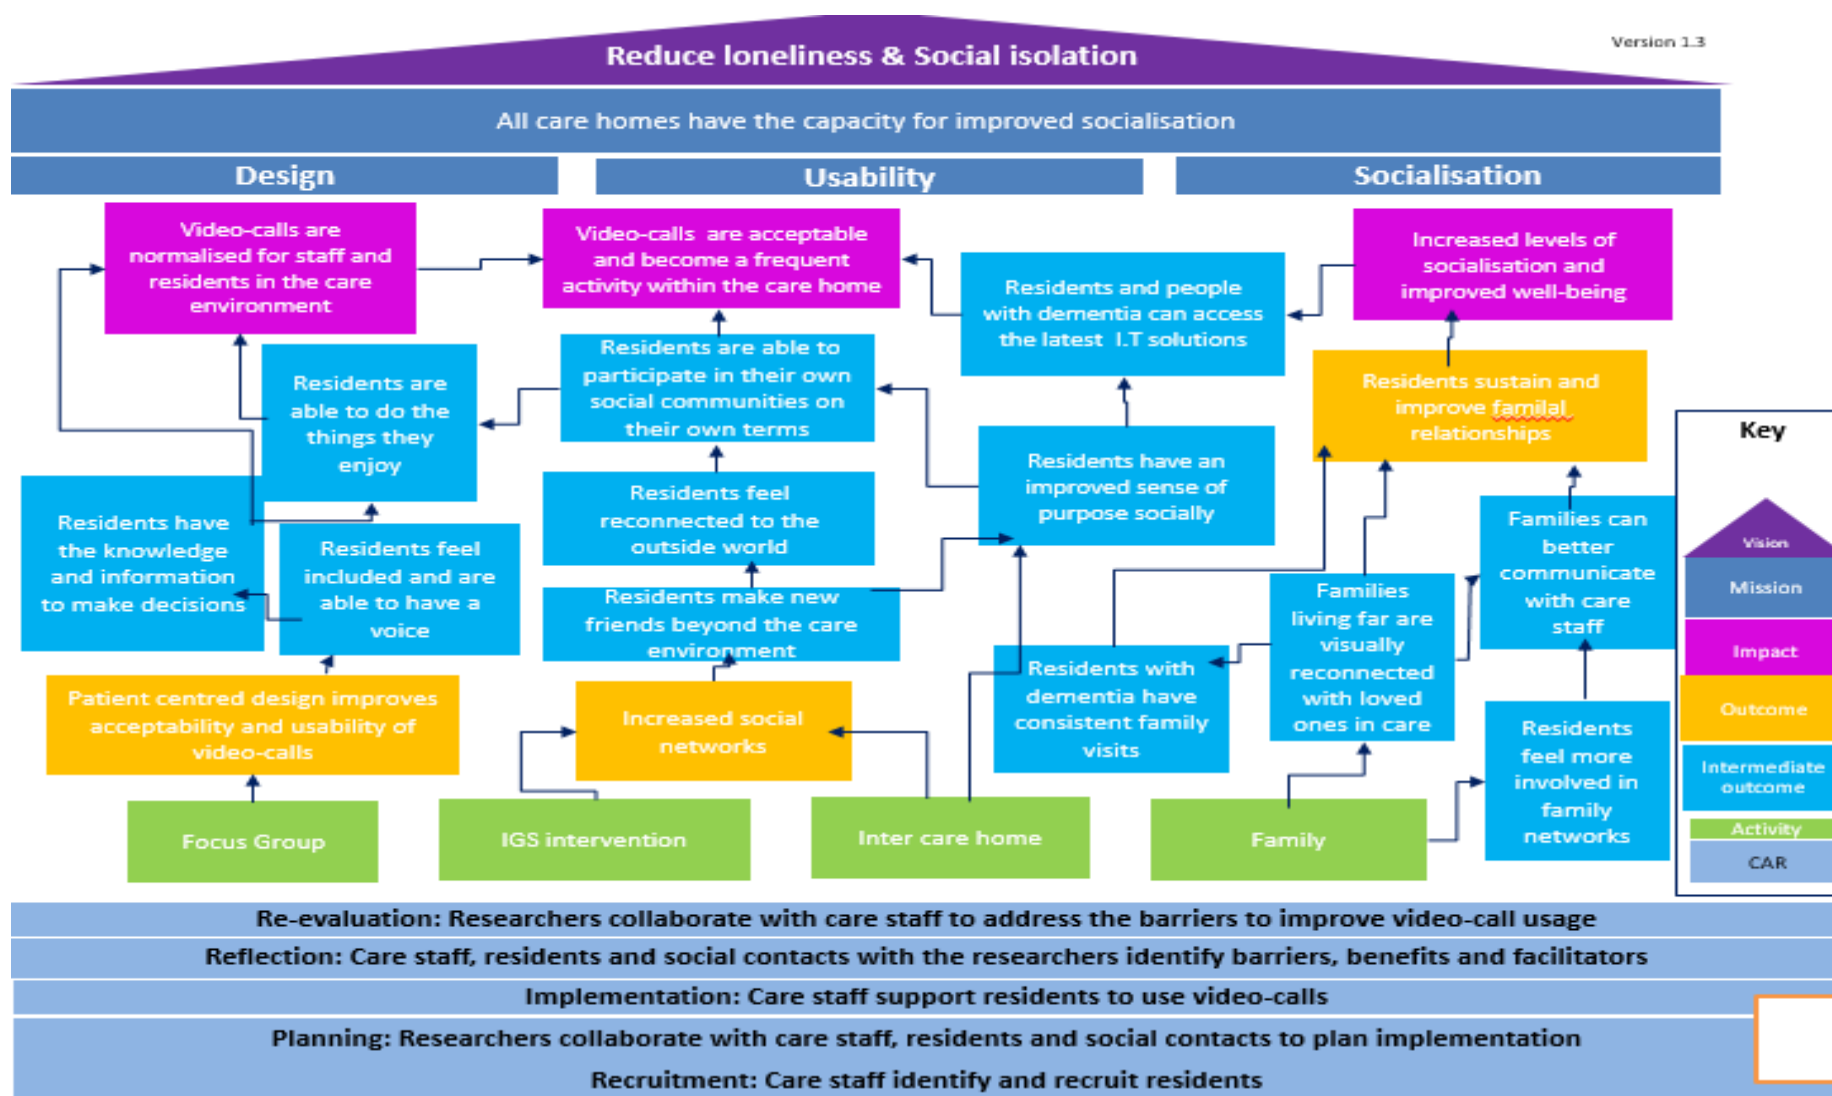 Reduce loneliness & Social isolation
Version 1.3
All care homes have the capacity for improved socialisation
Design
Usability
Socialisation
Video-calls are
normalised for staff and
residents in the care
environment
Video-calls are acceptable
and become a frequent
activity within the care home
Increased levels of
socialisation and
improved well-being
Residents and people
with dementia can access
the latest I.T solutions
Residents are
able to do the
things they
enjoy
Residents are able to
participate in their own
social communities on
their own terms
Residents sustain and
improve familal
relationships
Residents have
the knowledge
and information
to make decisions
Residents feel
included and are
able to have a
voice
Residents feel
reconnected to the
outside world
Residents have an
improved sense of
purpose socially
Families can
better
communicate
with care
staff
Residents make new
friends beyond the care
environment
Families
living far are
visually
reconnected
with loved
ones in care
Residents with
dementia have
consistent family
visits
Patient centred design improves
acceptability and usability of
video-calls
Increased social
networks
Residents
feel more
involved in
family
networks
Focus Group
IGS intervention
Inter care home
Family
Key
Vision
Mission
Impact
Outcome
Intermediate
outcome
Activity
CAR
Re-evaluation: Researchers collaborate with care staff to address the barriers to improve video-call usage
Reflection: Care staff, residents and social contacts with the researchers identify barriers, benefits and facilitators
Implementation: Care staff support residents to use video-calls
Planning: Researchers collaborate with care staff, residents and social contacts to plan implementation
Recruitment: Care staff identify and recruit residents